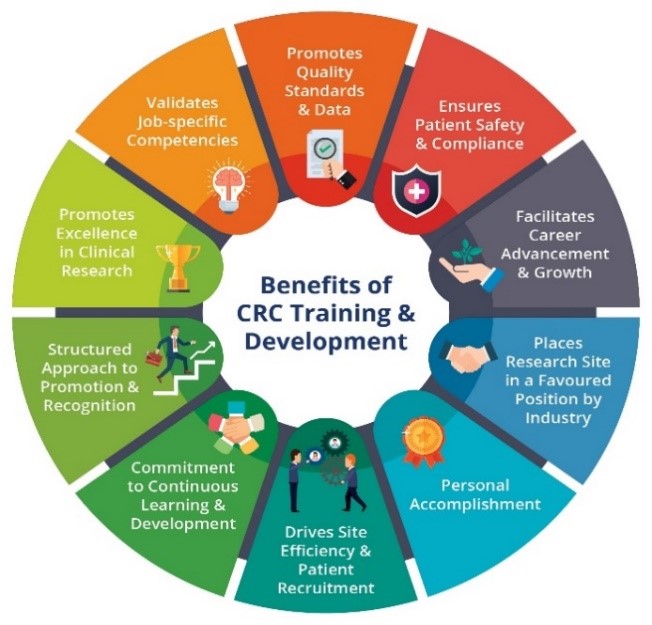 Benefits of
CRC Training &
Development
Promotes
Quality
Standards
& Data
Ensures
Patient Safety
& Compliance
Facilitates
Career
Advancement
& Growth
Places
Research Site
in a Favoured
Position by
Industry
Personal
Accomplishment
Drives Site
Efficiency &
Patient
Recruitment
Commitment
to Continuous
Learning &
Development
Structured
Approach to
Promotion &
Recognition
Promotes
Excellence
in Clinical
Research
Validates
Job-specific
Competencies